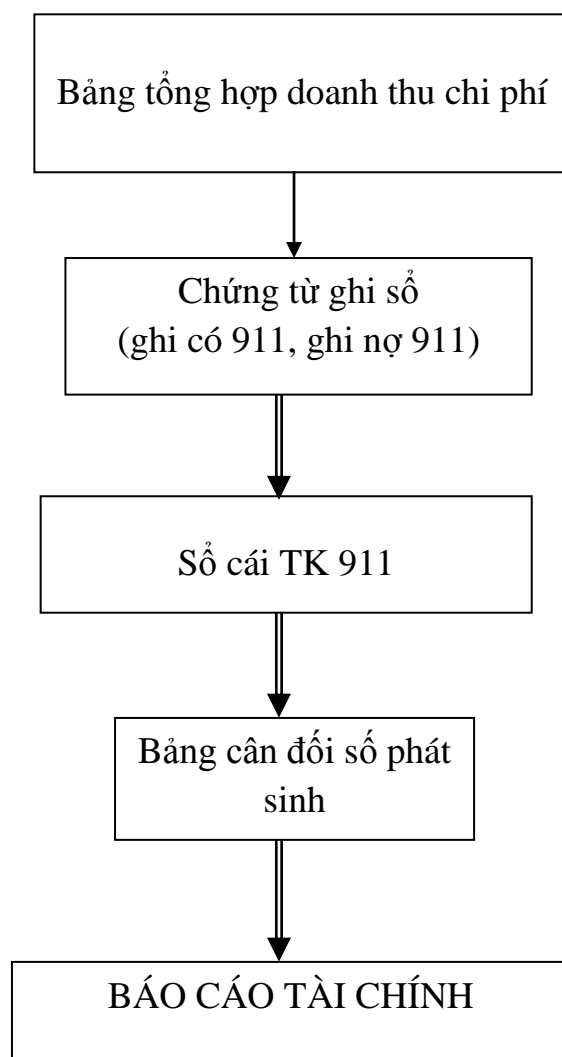 Bảng tổng hợp doanh thu chi phí
Chứng từ ghi sổ
(ghi có 911, ghi nợ 911)
Sổ cái TK 911
Bảng cân đối số phát
sinh
BÁO CÁO TÀI CHÍNH